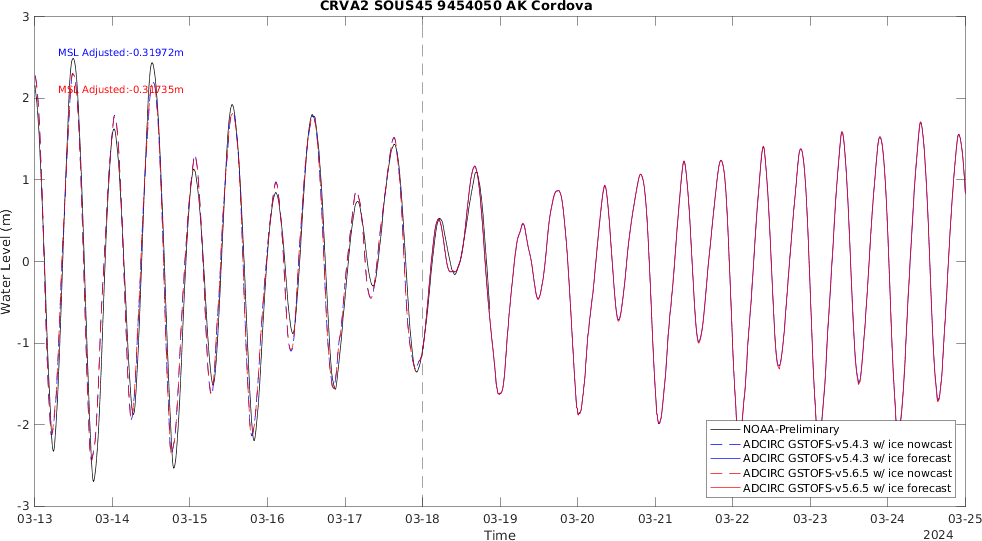 CRVA2 SOUS45 9454050 AK Cordova
MSL Adjusted:-0.31972m
MSL Adjusted:-0.31735m
Water Level (m)
3
2
1
0
-1
-2
-3
NOAA-Preliminary
ADCIRC GSTOFS-v5.4.3 w/ ice nowcast
ADCIRC GSTOFS-v5.4.3 w/ ice forecast
ADCIRC GSTOFS-v5.6.5 w/ ice nowcast
ADCIRC GSTOFS-v5.6.5 w/ ice forecast
03-13 03-14 03-15 03-16 03-17 03-18 03-19 03-20 03-21 03-22 03-23 03-24 03-25
Time
2024